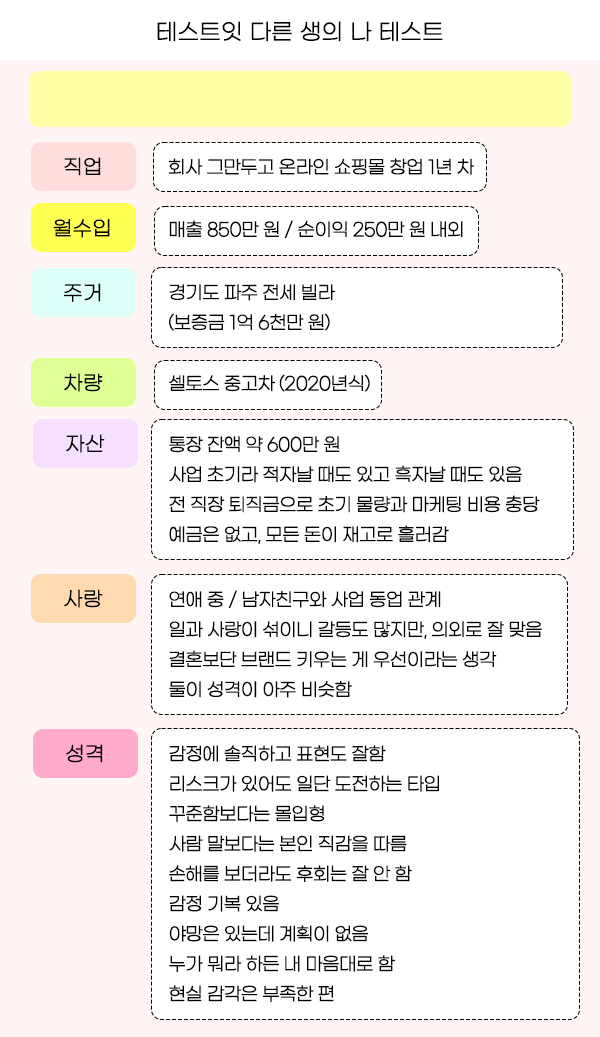 테스트잇 다른 생의 나 테스트
직업
회사 그만두고 온라인 쇼핑몰 창업 1년 차
월수입
매출 850만 원 / 순이익 250만 원 내외
주거
경기도 파주 전세 빌라
(보증금 1억 6천만 원)
차량
셀토스 중고차 (2020년식)
자산
통장 잔액 약 600만 원
사업 초기라 적자날 때도 있고 흑자날 때도 있음
전 직장 퇴직금으로 초기 물량과 마케팅 비용 충당
예금은 없고, 모든 돈이 재고로 흘러감
사랑
연애 중 / 남자친구와 사업 동업 관계
일과 사랑이 섞이니 갈등도 많지만, 의외로 잘 맞음
결혼보단 브랜드 키우는 게 우선이라는 생각
둘이 성격이 아주 비슷함
성격
감정에 솔직하고 표현도 잘함
리스크가 있어도 일단 도전하는 타입
꾸준함보다는 몰입형
사람 말보다는 본인 직감을 따름
손해를 보더라도 후회는 잘 안 함
감정 기복 있음
야망은 있는데 계획이 없음
누가 뭐라 하든 내 마음대로 함
현실 감각은 부족한 편